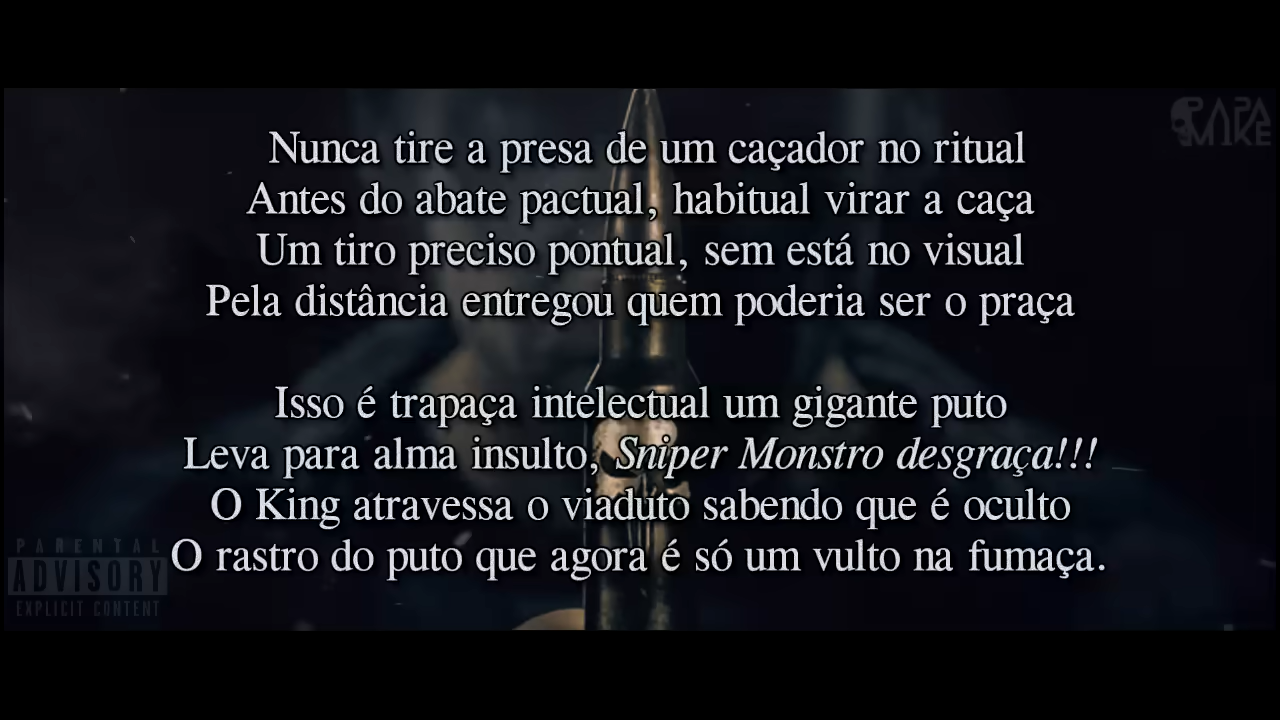 PAPA
M1KE
Nunca tire a presa de um caçador no ritual
Antes do abate pactual, habitual virar a caça
Um tiro preciso pontual, sem está no visual
Pela distância entregou quem poderia ser o praça
Isso é trapaça intelectual um gigante puto
Leva para alma insulto, Sniper Monstro desgraça!!!
O King atravessa o viaduto sabendo que é oculto
O rastro do puto que agora é só um vulto na fumaça.
PARENTAL
ADVISORY
EXPLICIT CONTENT